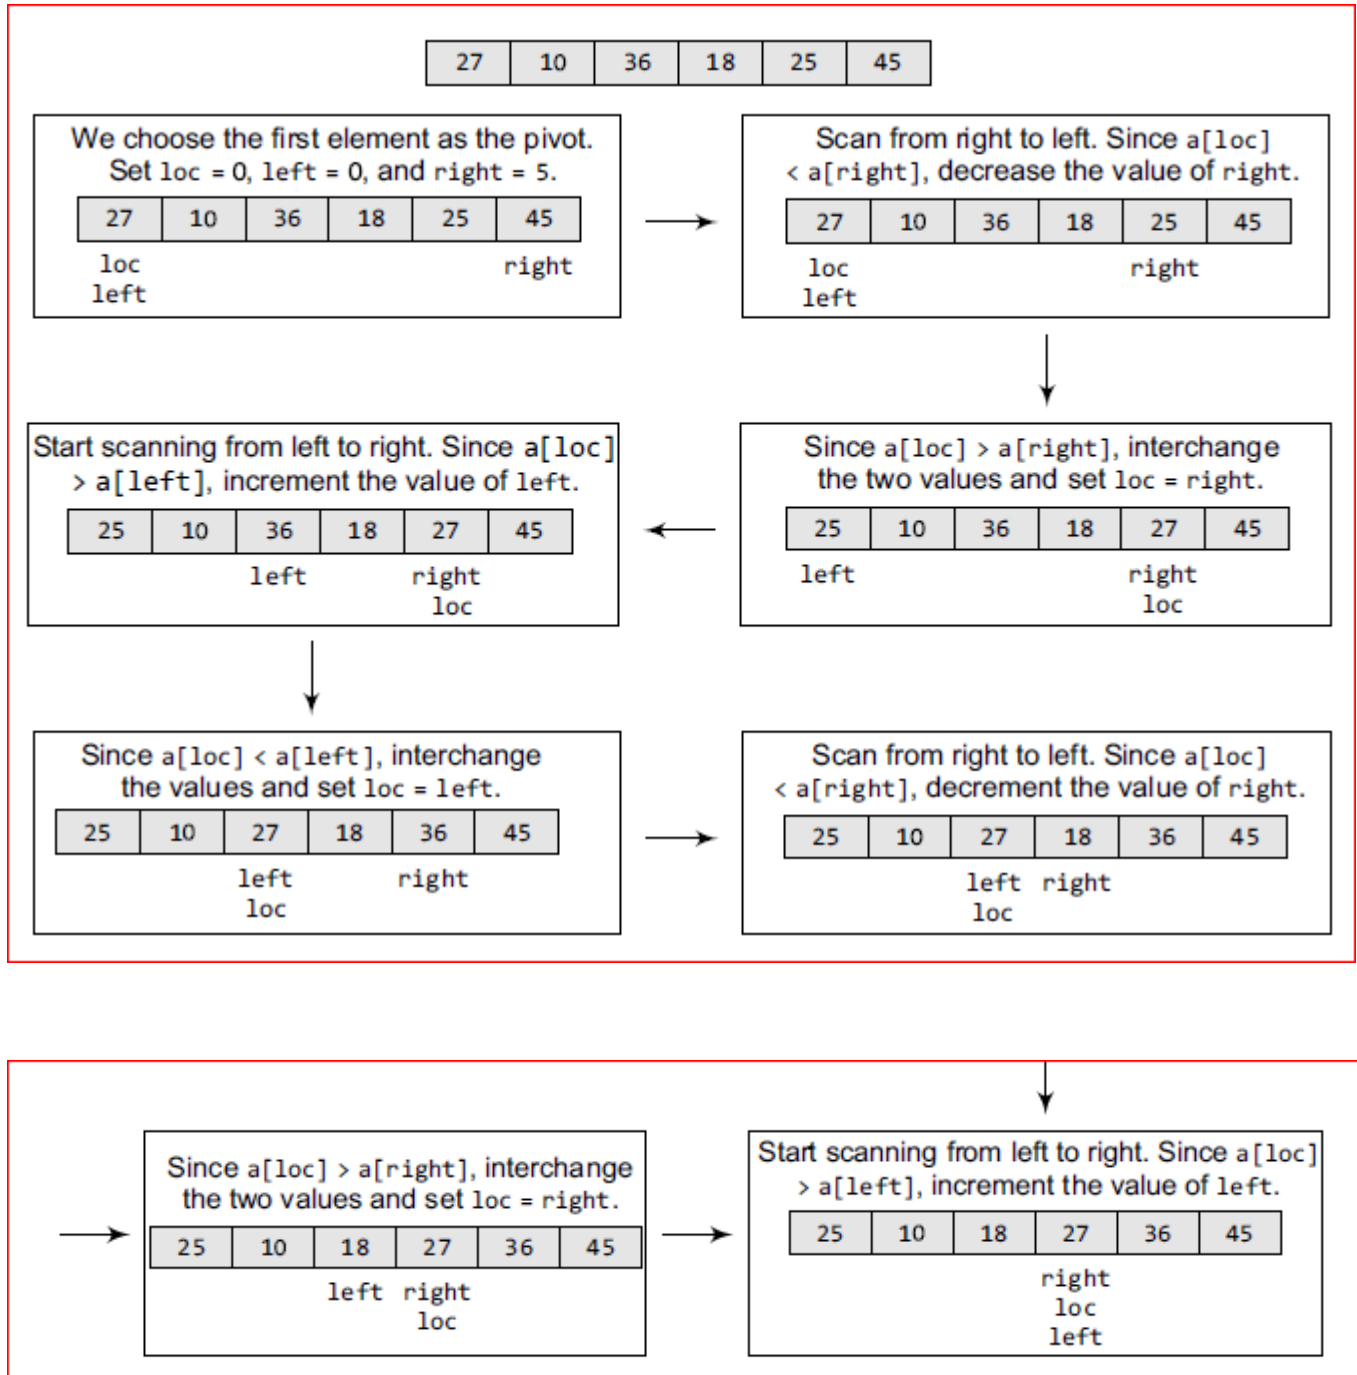 27 10 36 18 25 45
We choose the first element as the pivot.
Set loc = 0, left = 0, and right = 5.
27 10 36 18 25 45
loc right
left
Scan from right to left. Since a[loc]
< a[right], decrease the value of right.
27 10 36 18 25 45
loc right
left
Since a[loc] > a[right], interchange
the two values and set loc = right.
25 10 36 18 27 45
left right
loc
Start scanning from left to right. Since a[loc]
> a[left], increment the value of left.
25 10 36 18 27 45
left right
loc
Since a[loc] < a[left], interchange
the values and set loc = left.
25 10 27 18 36 45
left right
loc
Scan from right to left. Since a[loc]
< a[right], decrement the value of right.
25 10 27 18 36 45
left right
loc
Since a[loc] > a[right], interchange
the two values and set loc = right.
25 10 18 27 36 45
left right
loc
Start scanning from left to right. Since a[loc]
> a[left], increment the value of left.
25 10 18 27 36 45
right
loc
left